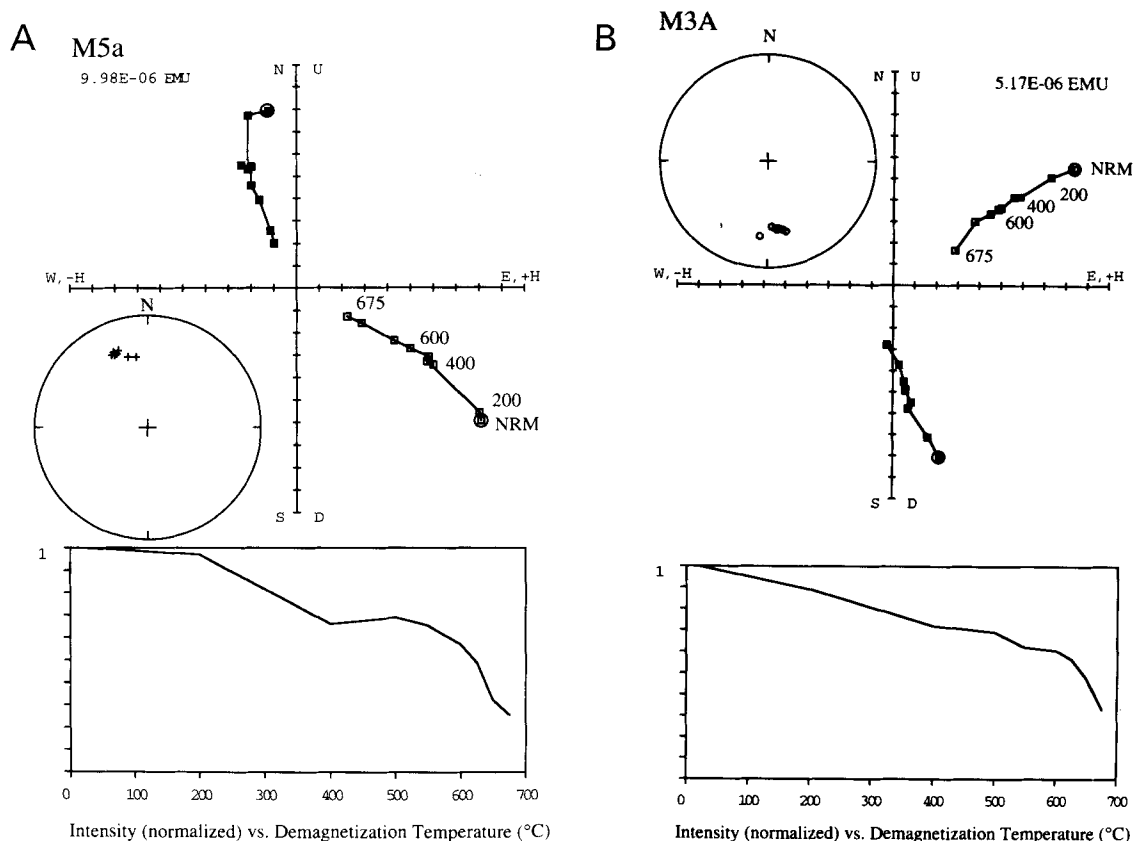 A
M5a
9.98E-06 EMU
N U
W, -H
E, +H
675
600
400
200
NRM
S D
N
1
0 100 200 300 400 500 600 700
Intensity (normalized) vs. Demagnetization Temperature (°C)
B
M3A
N
N U
5.17E-06 EMU
NRM
200
400
600
675
W, -H
E, +H
S D
1
0 100 200 300 400 500 600 700
Intensity (normalized) vs. Demagnetization Temperature (°C)